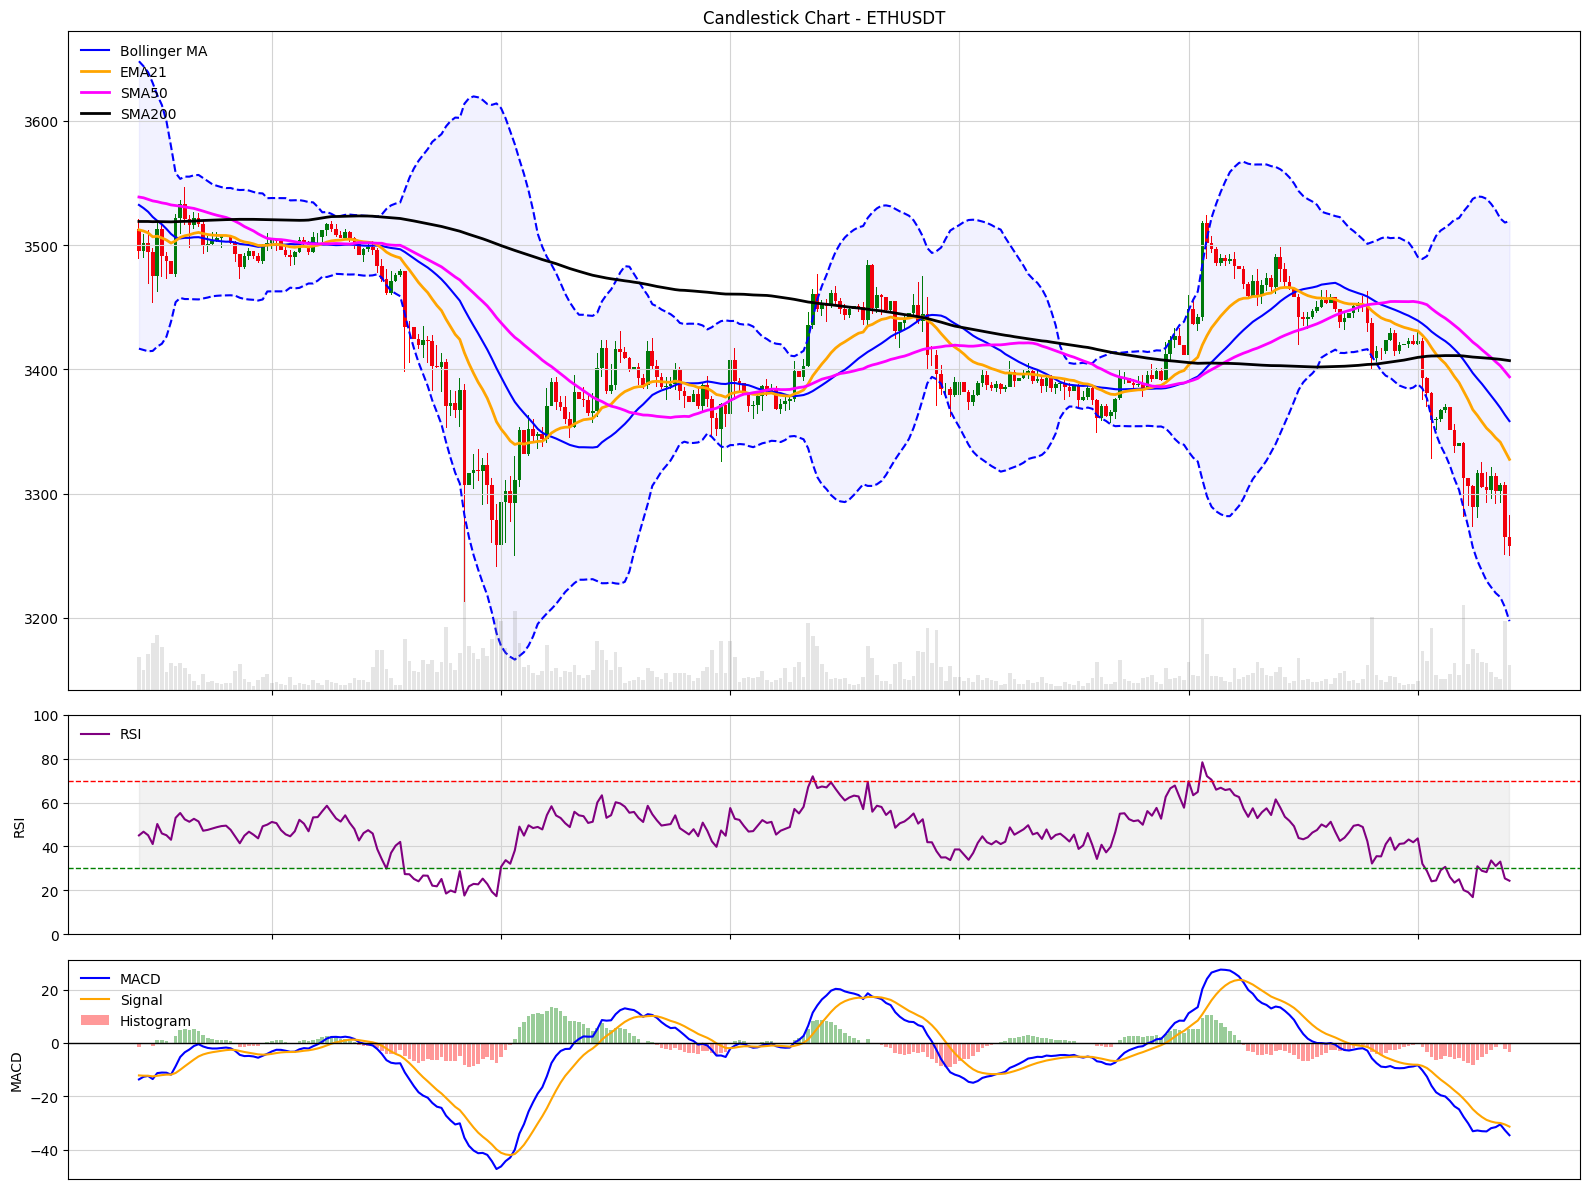 Candlestick Chart - ETHUSDT
Bollinger MA
EMA21
SMA50
SMA200
3600
3500
3400
3300
3200
100
80
60
40
20
0
RSI
RSI
20
0
−20
−40
MACD
MACD
Signal
Histogram